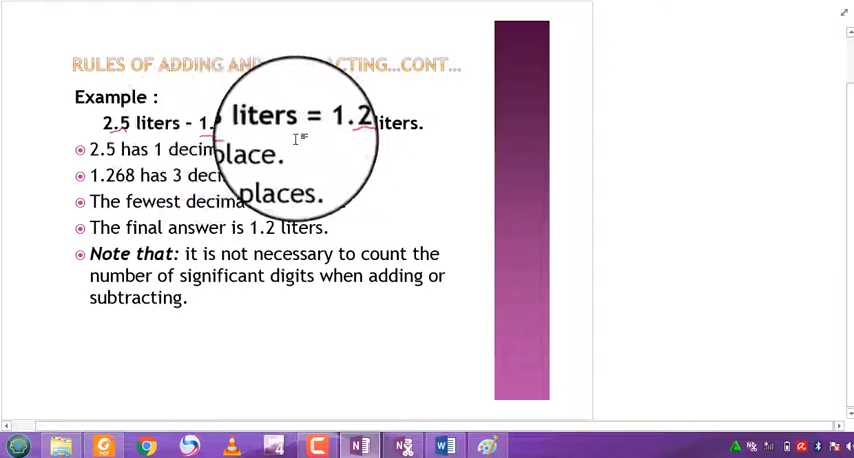 RULES OF ADDING AND TRACTING...CONT...
Example :
2.5 liters - 1. liters = 1.2 liters.
2.5 has 1 decim place.
1.268 has 3 deci
The fewest decima places.
The final answer is 1.2 liters.
Note that: it is not necessary to count the
number of significant digits when adding or
subtracting.